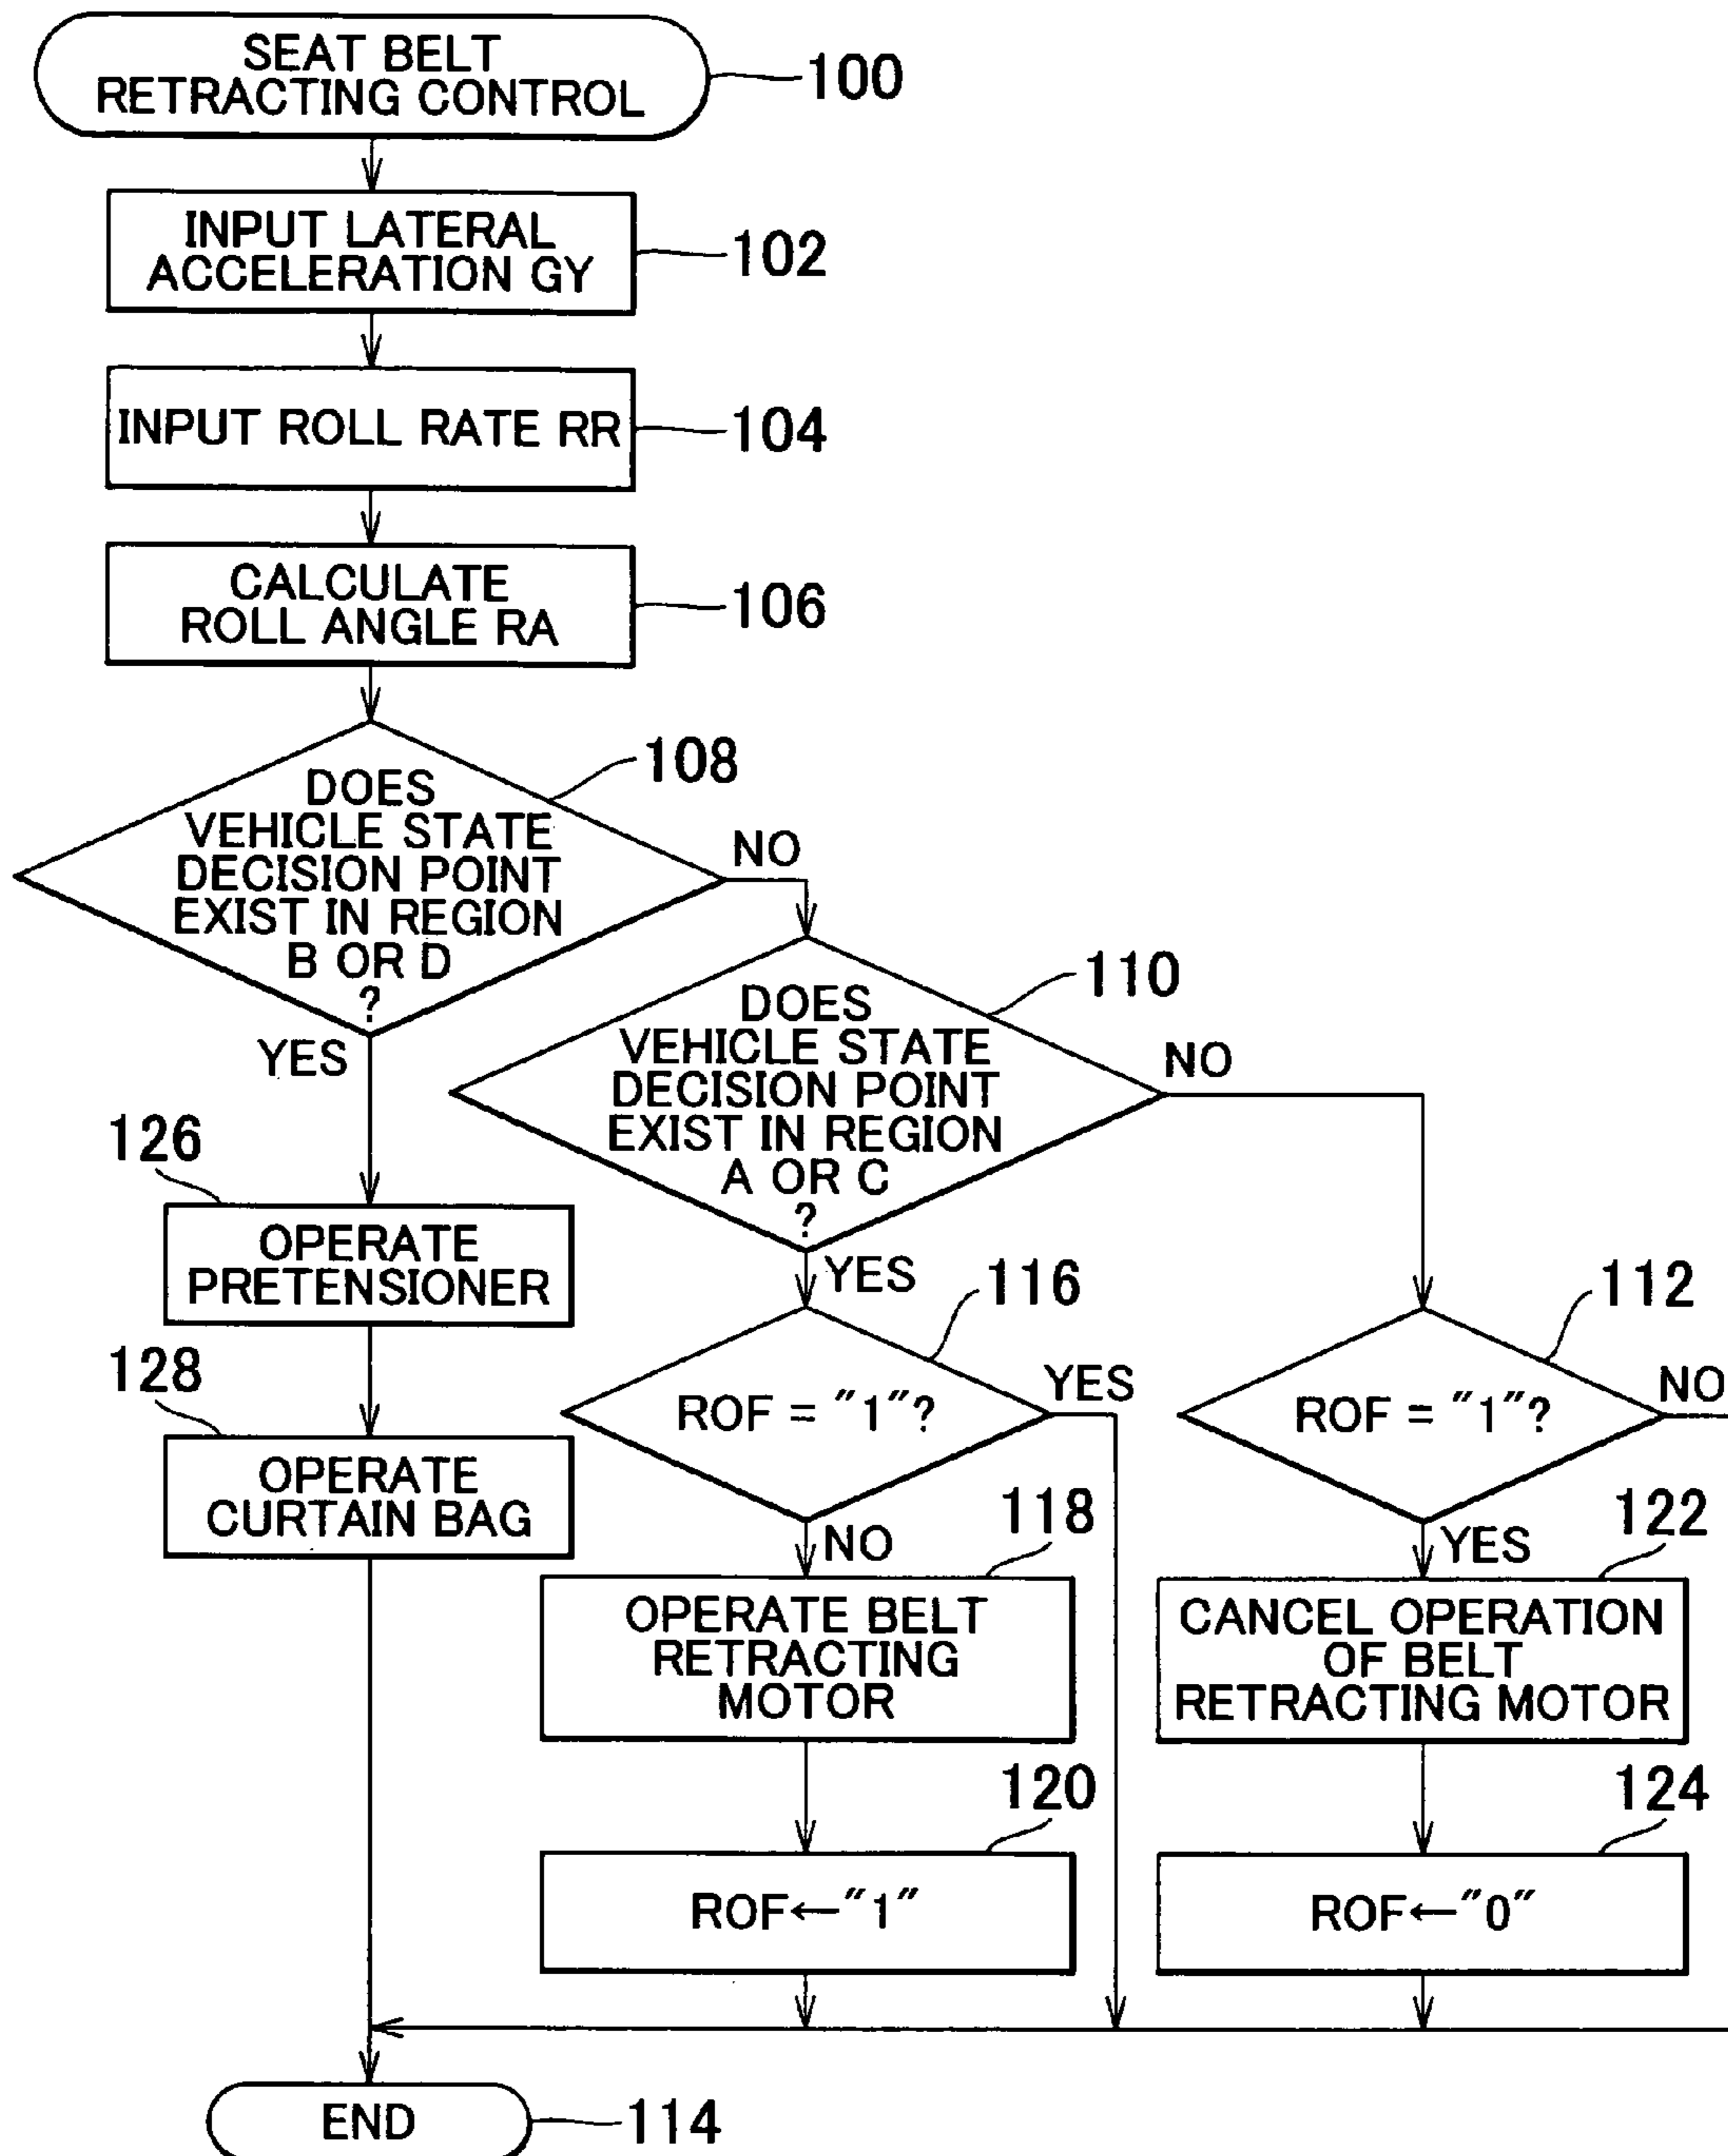 SEAT BELT
RETRACTING CONTROL
100
INPUT LATERAL
ACCELERATION GY
102
INPUT ROLL RATE RR
104
CALCULATE
ROLL ANGLE RA
106
108
DOES
VEHICLE STATE
DECISION POINT
EXIST IN REGION
B OR D
?
NO
YES
110
DOES
VEHICLE STATE
DECISION POINT
EXIST IN REGION
A OR C
?
NO
YES
126
OPERATE
PRETENSIONER
128
OPERATE
CURTAIN BAG
116
ROF = "1"?
YES
NO
112
ROF = "1"?
NO
YES
118
OPERATE BELT
RETRACTING
MOTOR
122
CANCEL OPERATION
OF BELT
RETRACTING MOTOR
120
ROF←"1"
124
ROF←"0"
END
114